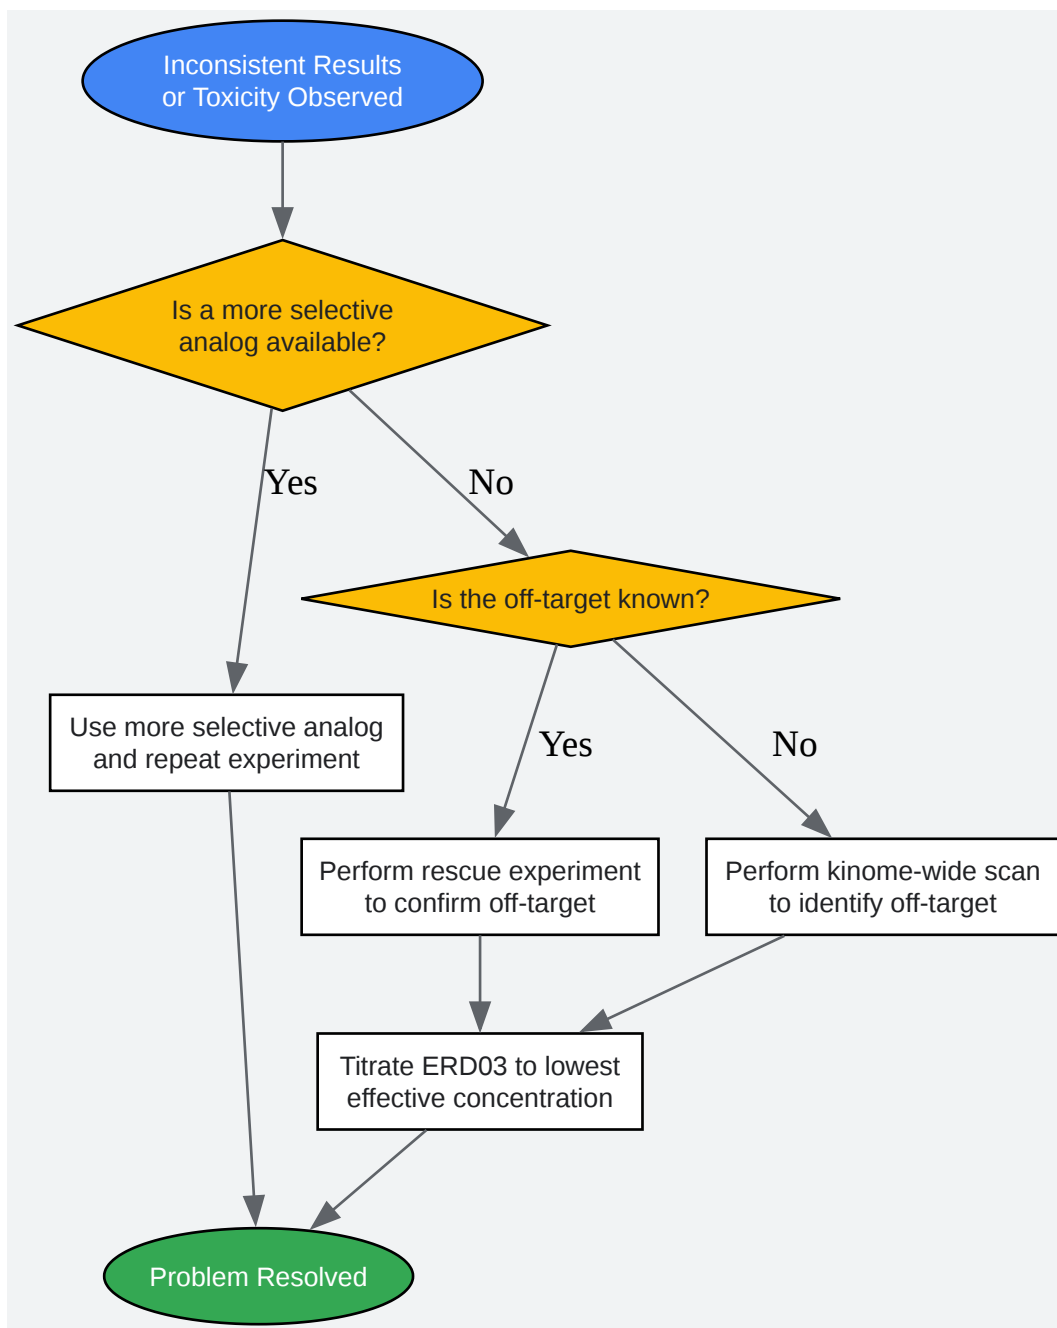 Inconsistent Results
or Toxicity Observed
Is a more selective
analog available?
Yes
No
Is the off-target known?
Use more selective analog
and repeat experiment
Yes
No
Perform rescue experiment
to confirm off-target
Perform kinome-wide scan
to identify off-target
Titrate ERD03 to lowest
effective concentration
Problem Resolved